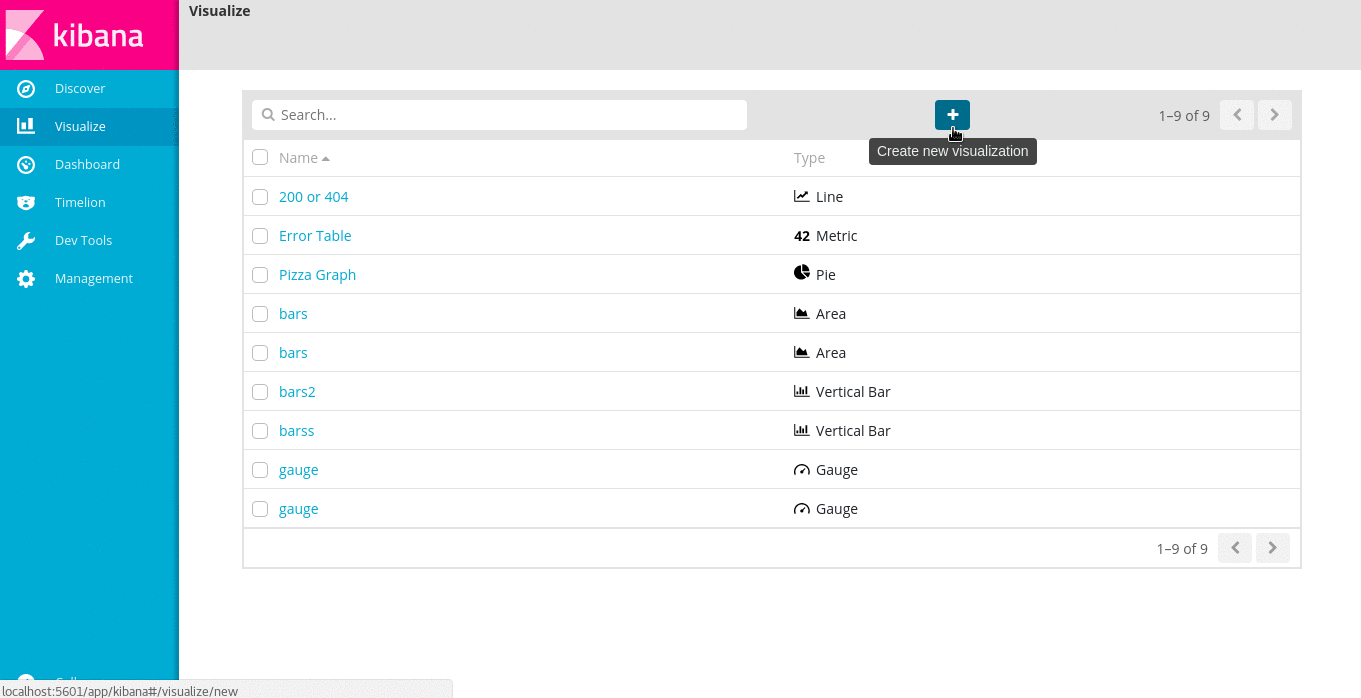 Visualize
kibana
Discover
Visualize
Dashboard
Timelion
Dev Tools
Management
Search...
1–9 of 9
Create new visualization
Name Type
200 or 404 Line
Error Table 42 Metric
Pizza Graph Pie
bars Area
bars Area
bars2 Vertical Bar
barss Vertical Bar
gauge Gauge
gauge Gauge
1–9 of 9
localhost:5601/app/kibana#/visualize/new